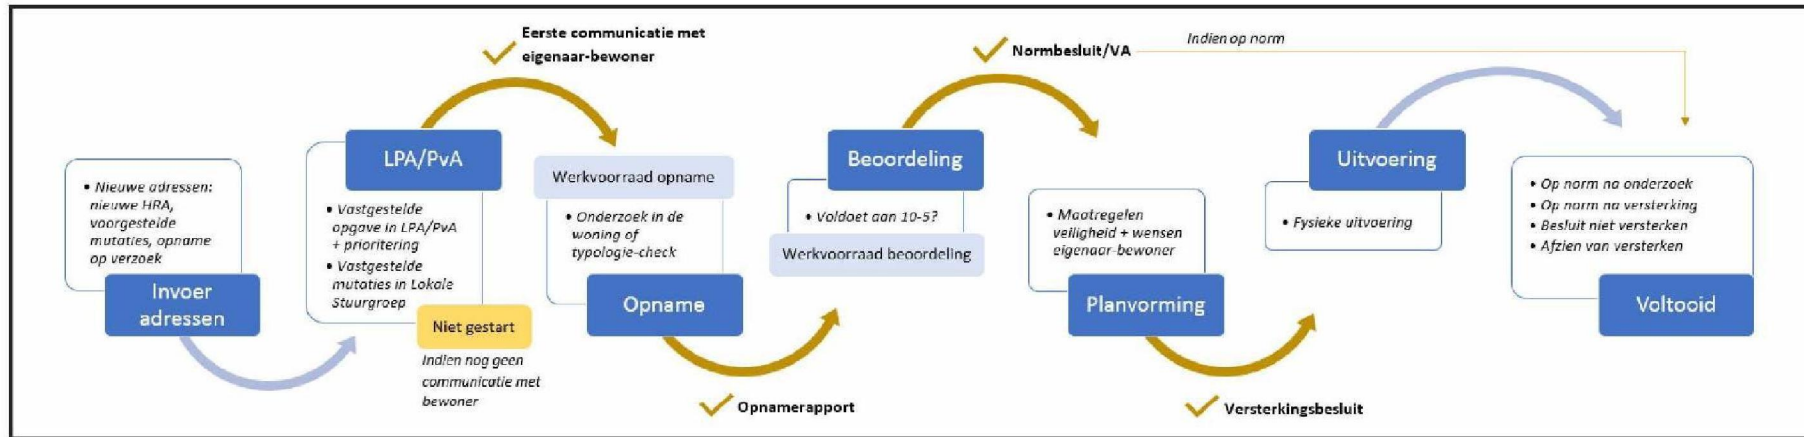 Eerste communicatie met
eigenaar-bewoner
Normbesluit/VA
Indien op norm
• Nieuwe adressen:
nieuwe HRA,
voorgestelde
mutaties, opname
op verzoek
Invoer
adressen
LPA/PvA
• Vastgestelde
opgave in LPA/PvA
+ prioritering
• Vastgestelde
mutaties in Lokale
Stuurgroep
Niet gestart
Indien nog geen
communicatie met
bewoner
Werkvoorraad opname
• Onderzoek in de
woning of
typologie-check
Opname
Opnamerapport
Beoordeling
• Voldoet aan 10-5?
Werkvoorraad beoordeling
• Maatregelen
veiligheid + wensen
eigenaar-bewoner
Planvorming
Versterkingsbesluit
Uitvoering
• Fysieke uitvoering
• Op norm na onderzoek
• Op norm na versterking
• Besluit niet versterken
• Afzien van versterken
Voltooid